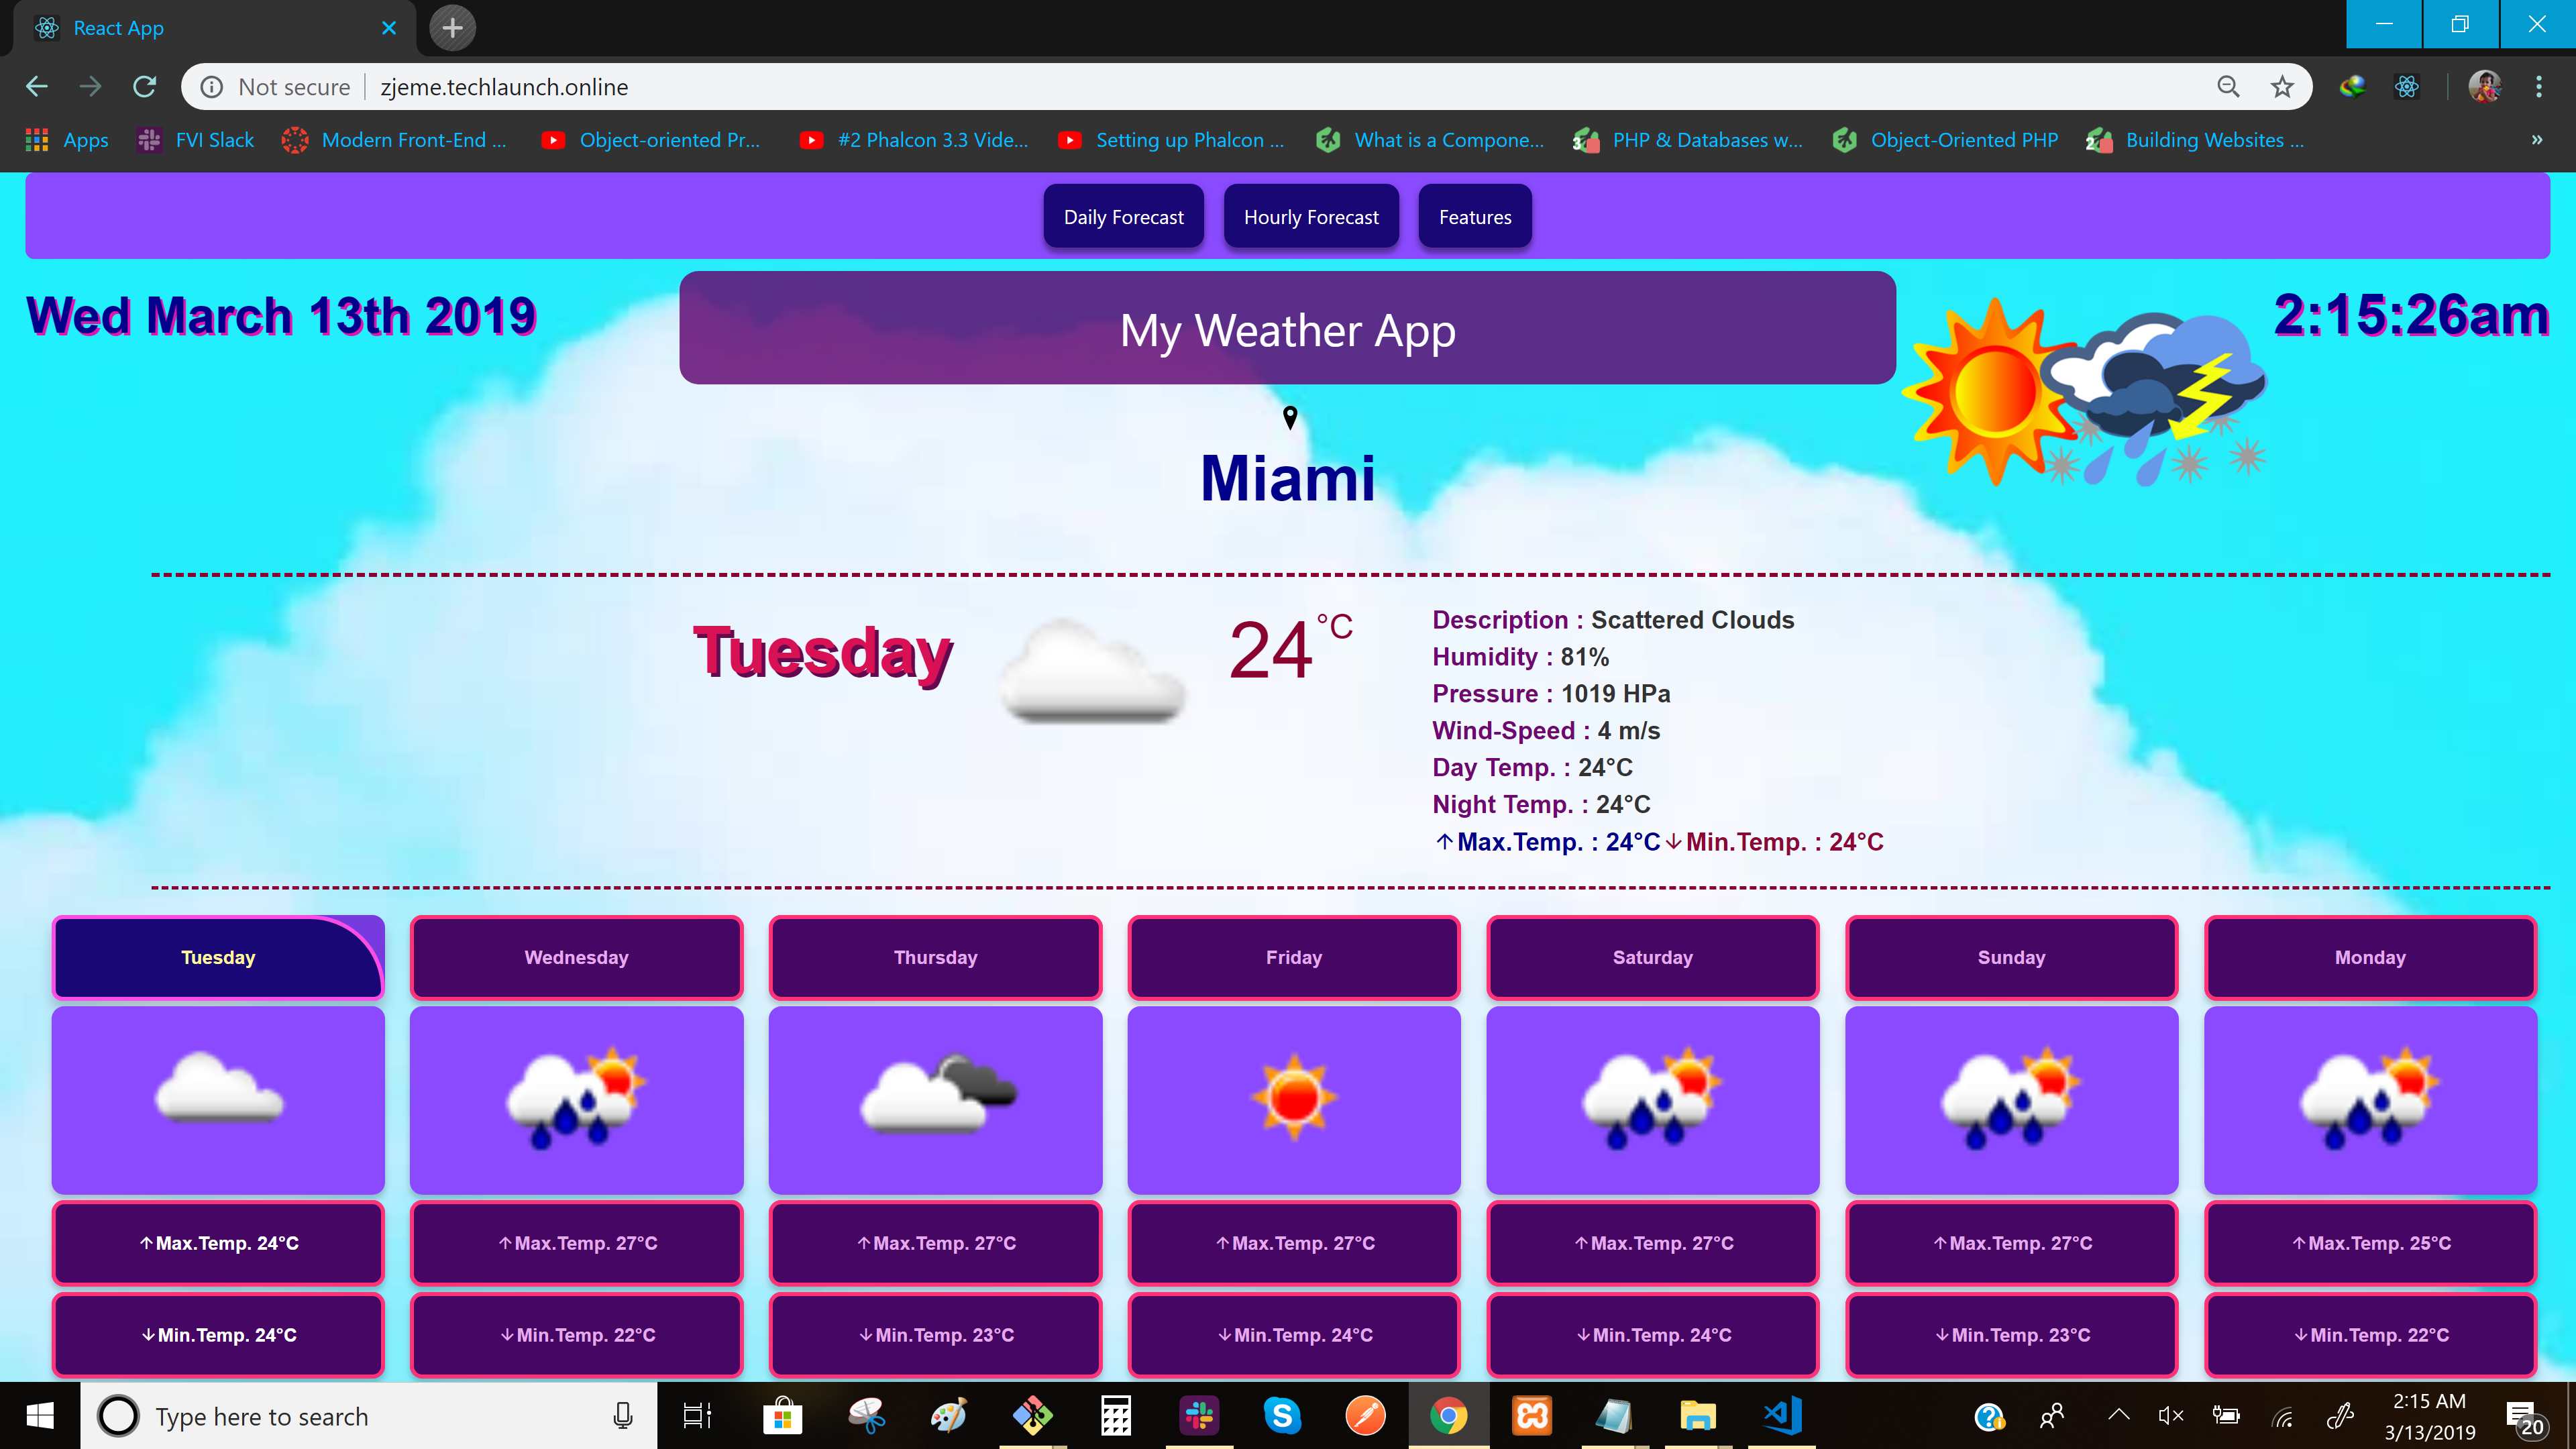 React App
Not secure zjeme.techlaunch.online
Apps FVI Slack Modern Front-End ... Object-oriented Pr... #2 Phalcon 3.3 Vide... Setting up Phalcon ... What is a Compone... PHP & Databases w... Object-Oriented PHP Building Websites ... »
Daily Forecast Hourly Forecast Features
Wed March 13th 2019 My Weather App 2:15:26am
Miami
Tuesday 24°C
Description : Scattered Clouds
Humidity : 81%
Pressure : 1019 HPa
Wind-Speed : 4 m/s
Day Temp. : 24°C
Night Temp. : 24°C
↑Max.Temp. : 24°C↓Min.Temp. : 24°C
Tuesday Wednesday Thursday Friday Saturday Sunday Monday
↑Max.Temp. 24°C ↑Max.Temp. 27°C ↑Max.Temp. 27°C ↑Max.Temp. 27°C ↑Max.Temp. 27°C ↑Max.Temp. 27°C ↑Max.Temp. 25°C
↓Min.Temp. 24°C ↓Min.Temp. 22°C ↓Min.Temp. 23°C ↓Min.Temp. 24°C ↓Min.Temp. 24°C ↓Min.Temp. 23°C ↓Min.Temp. 22°C
Type here to search
2:15 AM
3/13/2019
20